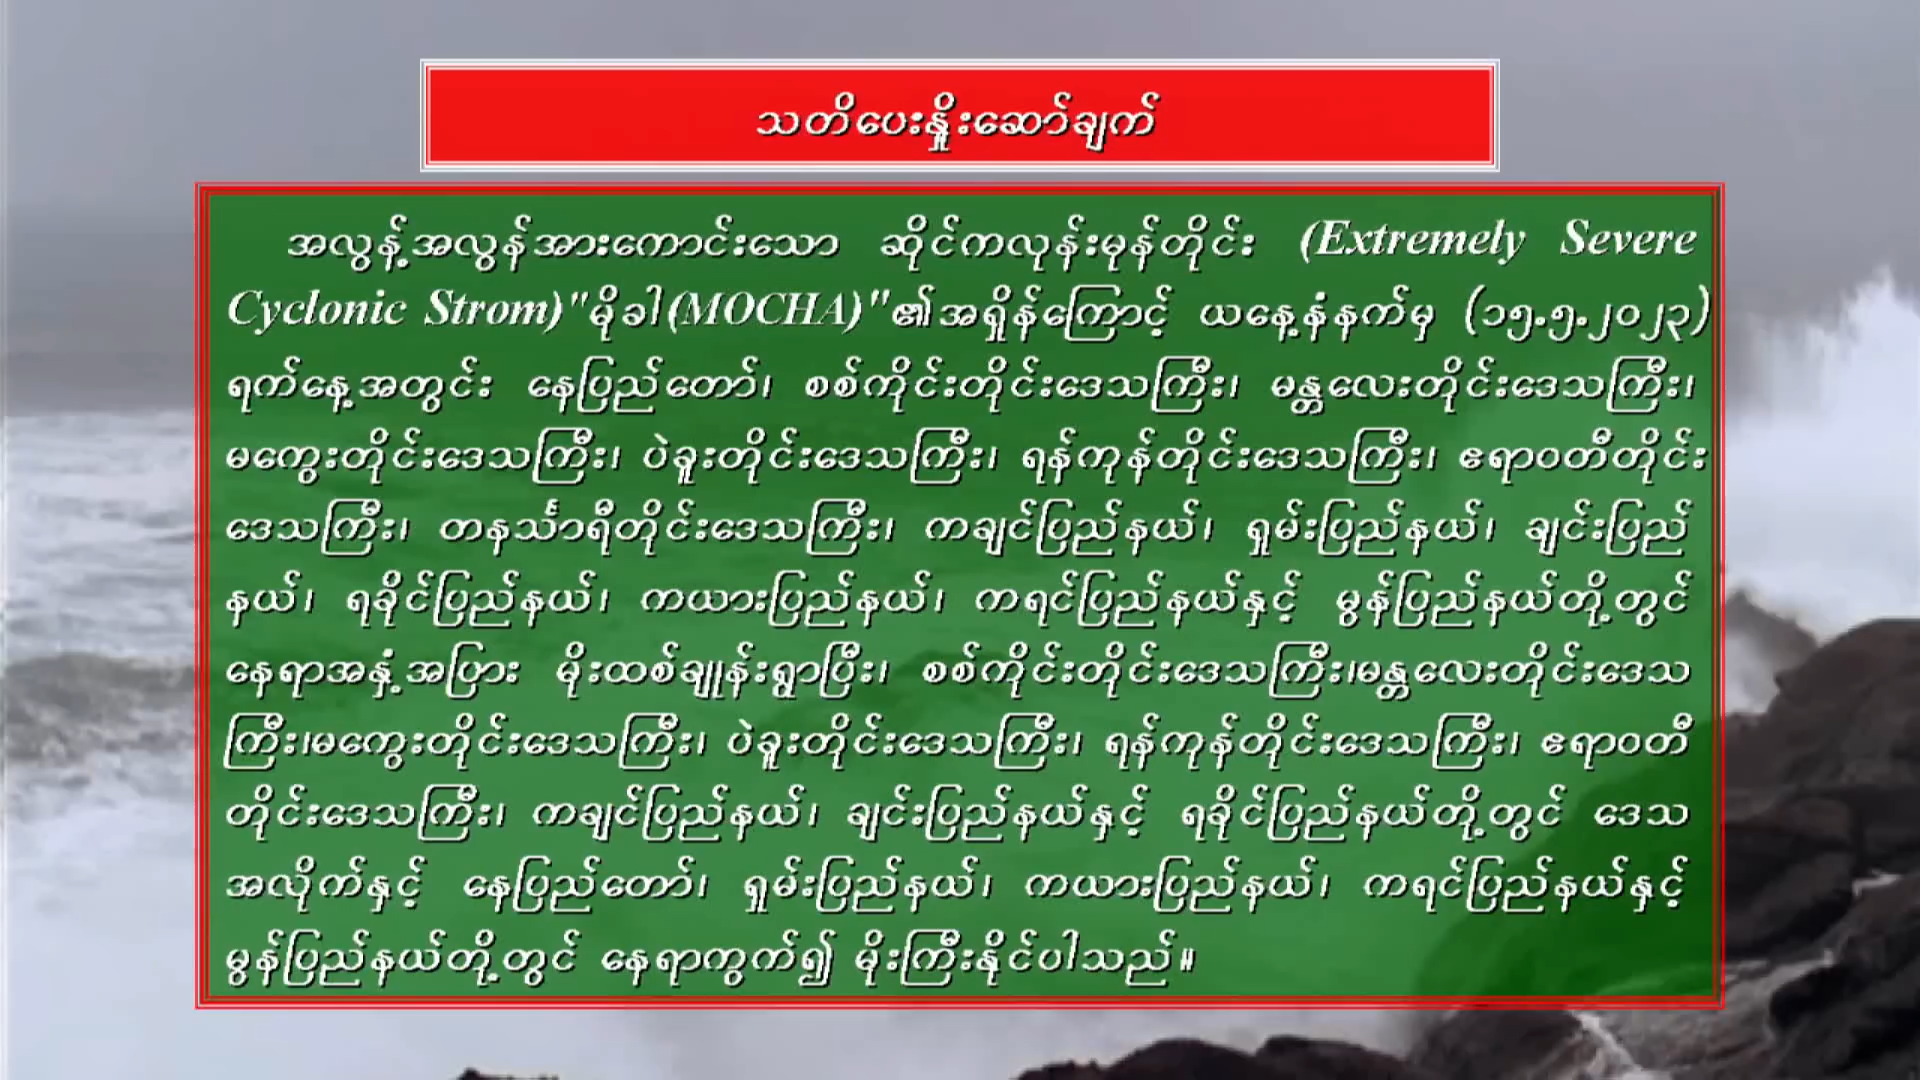 သတိပေးနှိုးဆော်ချက်
အလွန့်အလွန်အားကောင်းသော ဆိုင်ကလုန်းမုန်တိုင်း (Extremely Severe
Cyclonic Strom)"မိုခါ(MOCHA)"၏အရှိန်ကြောင့် ယနေ့နံနက်မှ (၁၅.၅.၂၀၂၃)
ရက်နေ့အတွင်း နေပြည်တော်၊ စစ်ကိုင်းတိုင်းဒေသကြီး၊ မန္တလေးတိုင်းဒေသကြီး၊
မကွေးတိုင်းဒေသကြီး၊ ပဲခူးတိုင်းဒေသကြီး၊ ရန်ကုန်တိုင်းဒေသကြီး၊ ဧရာဝတီတိုင်း
ဒေသကြီး၊ တနင်္သာရီတိုင်းဒေသကြီး၊ ကချင်ပြည်နယ်၊ ရှမ်းပြည်နယ်၊ ချင်းပြည်
နယ်၊ ရခိုင်ပြည်နယ်၊ ကယားပြည်နယ်၊ ကရင်ပြည်နယ်နှင့် မွန်ပြည်နယ်တို့တွင်
နေရာအနှံ့အပြား မိုးထစ်ချုန်းရွာပြီး၊ စစ်ကိုင်းတိုင်းဒေသကြီး၊မန္တလေးတိုင်းဒေသ
ကြီး၊မကွေးတိုင်းဒေသကြီး၊ ပဲခူးတိုင်းဒေသကြီး၊ ရန်ကုန်တိုင်းဒေသကြီး၊ ဧရာဝတီ
တိုင်းဒေသကြီး၊ ကချင်ပြည်နယ်၊ ချင်းပြည်နယ်နှင့် ရခိုင်ပြည်နယ်တို့တွင် ဒေသ
အလိုက်နှင့် နေပြည်တော်၊ ရှမ်းပြည်နယ်၊ ကယားပြည်နယ်၊ ကရင်ပြည်နယ်နှင့်
မွန်ပြည်နယ်တို့တွင် နေရာကွက်၍ မိုးကြီးနိုင်ပါသည်။